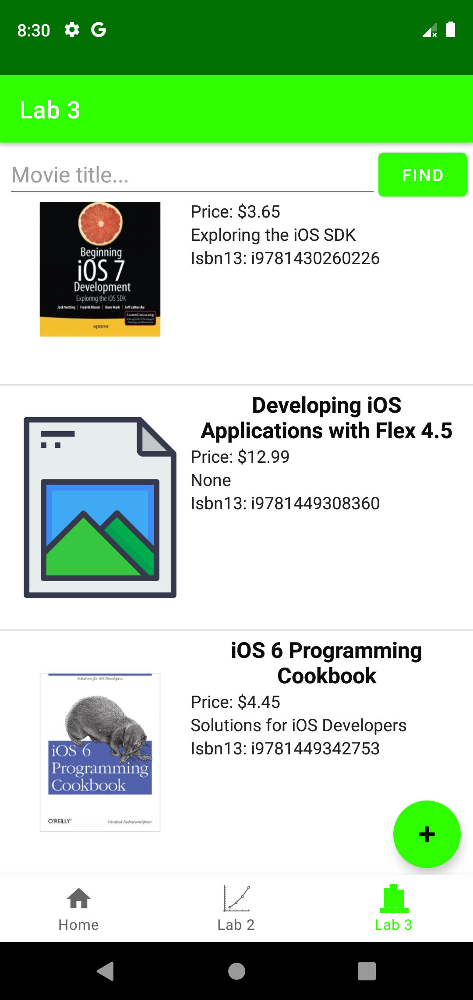 8:30
Lab 3
Movie title...
FIND
Beginning
iOS 7
Development
Exploring the iOS SDK
Jack Nutting | Fredrik Olsson | Dave Mark | Jeff LaMarche
LearnCocoa.org
Apress®
Price: $3.65
Exploring the iOS SDK
Isbn13: i9781430260226
Developing iOS
Applications with Flex 4.5
Price: $12.99
None
Isbn13: i9781449308360
Solutions for iOS Developers
iOS 6
Programming
Cookbook
O'REILLY®
Vandad Nahavandipoor
iOS 6 Programming
Cookbook
Price: $4.45
Solutions for iOS Developers
Isbn13: i9781449342753
Home
Lab 2
Lab 3